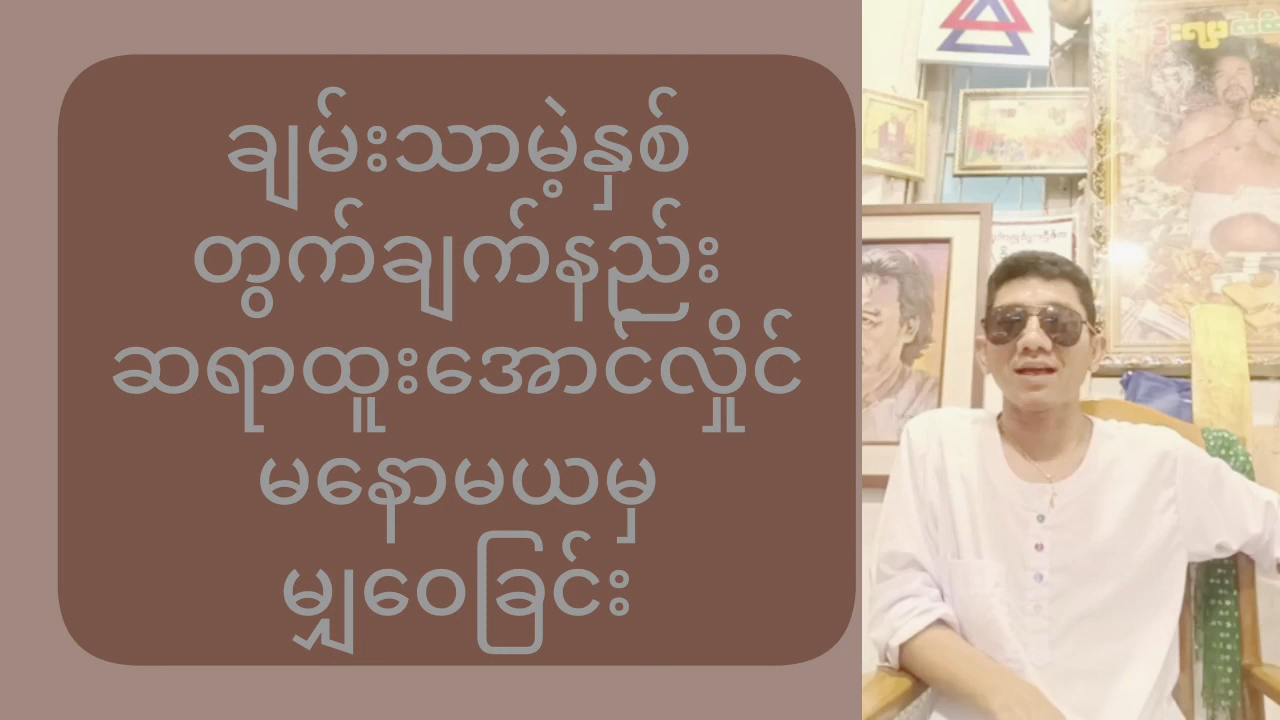 ချမ်းသာမဲ့နှစ်
တွက်ချက်နည်း
ဆရာထူးအောင်လှိုင်
မနောမယမှ
မျှဝေခြင်း